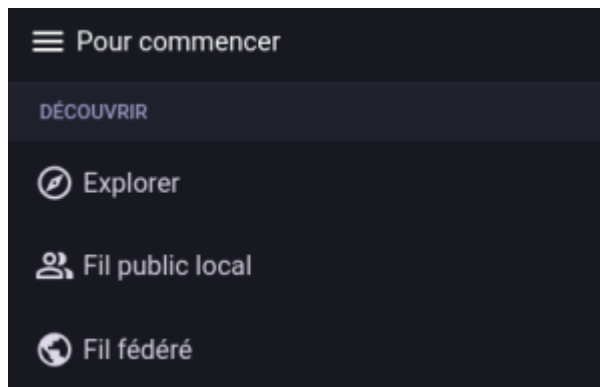 Pour commencer
DÉCOUVRIR
Explorer
Fil public local
Fil fédéré